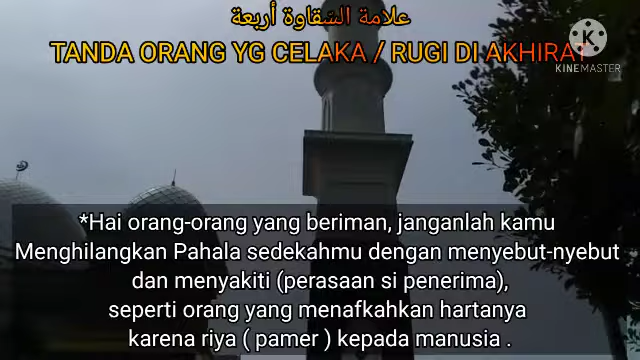 علامة السّقاوة أربعة
TANDA ORANG YG CELAKA / RUGI DI AKHIRAT
KINEMASTER
*Hai orang-orang yang beriman, janganlah kamu
Menghilangkan Pahala sedekahmu dengan menyebut-nyebut
dan menyakiti (perasaan si penerima),
seperti orang yang menafkahkan hartanya
karena riya ( pamer ) kepada manusia .